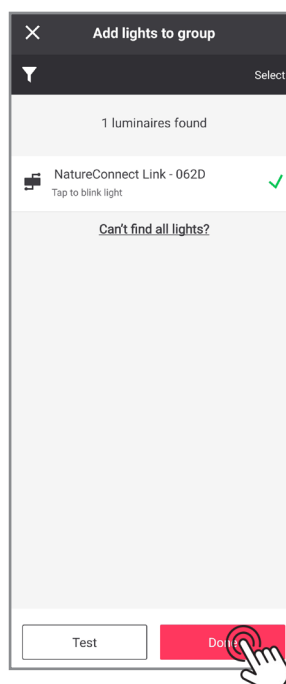 Add lights to group
Select
1 luminaires found
NatureConnect Link - 062D
Tap to blink light
Can't find all lights?
Test
Done